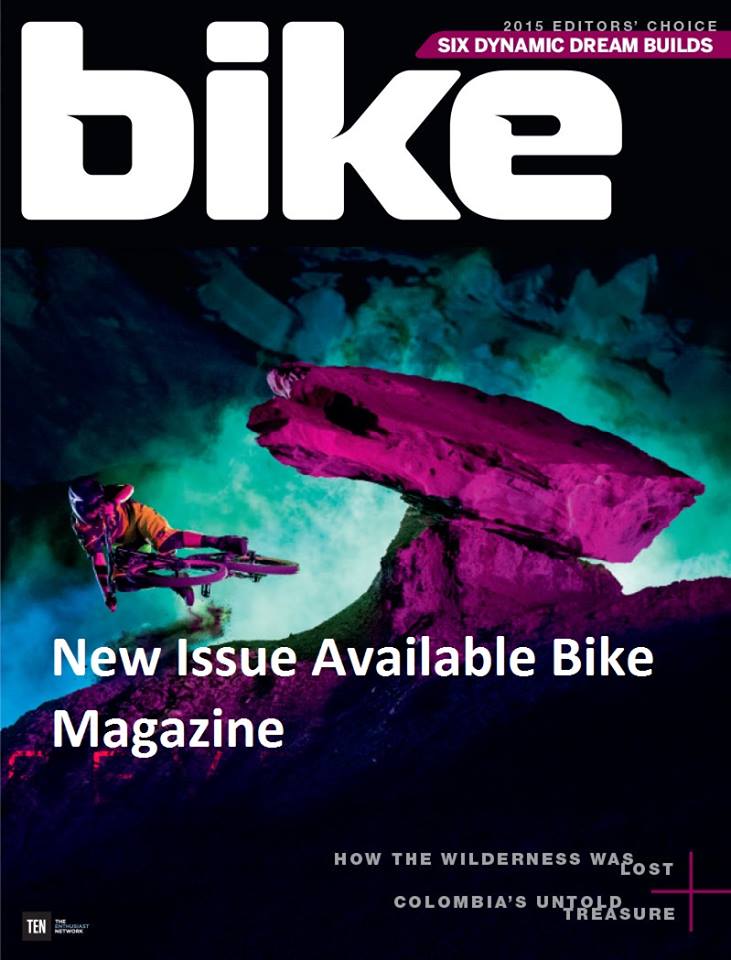 2015 EDITORS' CHOICE
SIX DYNAMIC DREAM BUILDS
bike
New Issue Available Bike
Magazine
HOW THE WILDERNESS WAS
LOST
COLOMBIA'S UNTOLD
TREASURE
TEN
THE
ENTHUSIAST
NETWORK